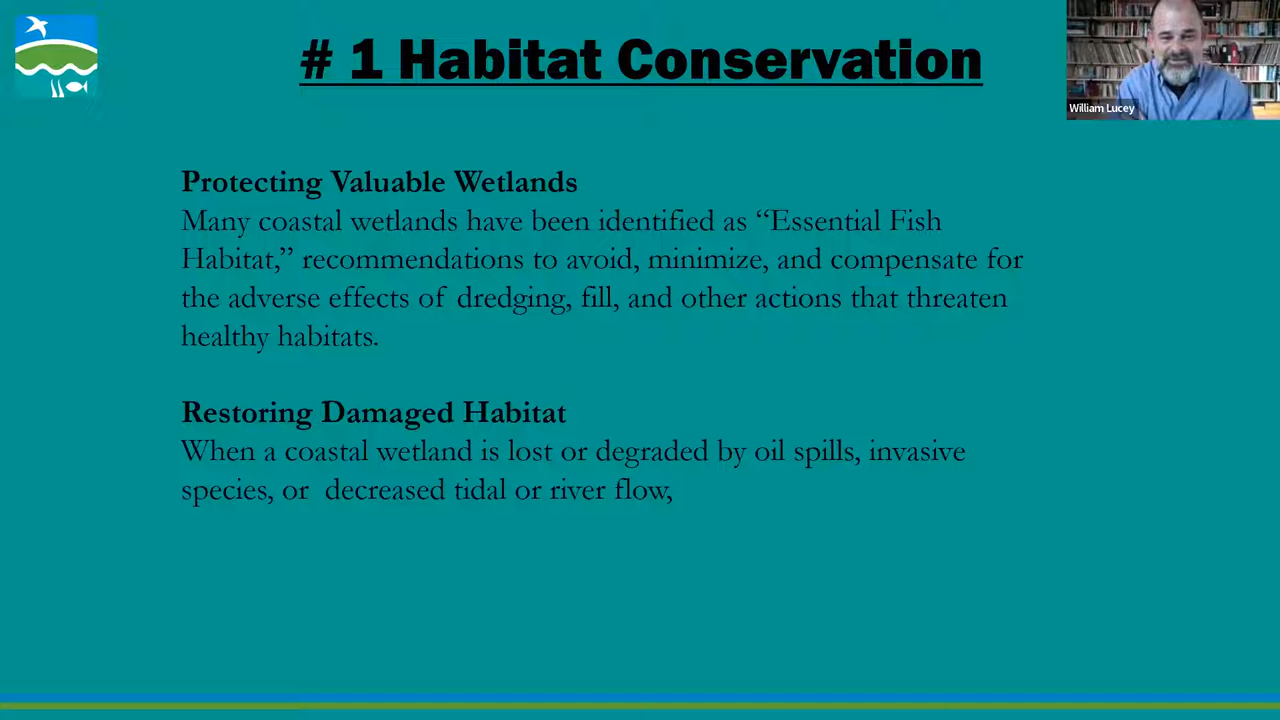 # 1 Habitat Conservation
William Lucey
Protecting Valuable Wetlands
Many coastal wetlands have been identified as “Essential Fish
Habitat,” recommendations to avoid, minimize, and compensate for
the adverse effects of dredging, fill, and other actions that threaten
healthy habitats.
Restoring Damaged Habitat
When a coastal wetland is lost or degraded by oil spills, invasive
species, or  decreased tidal or river flow,